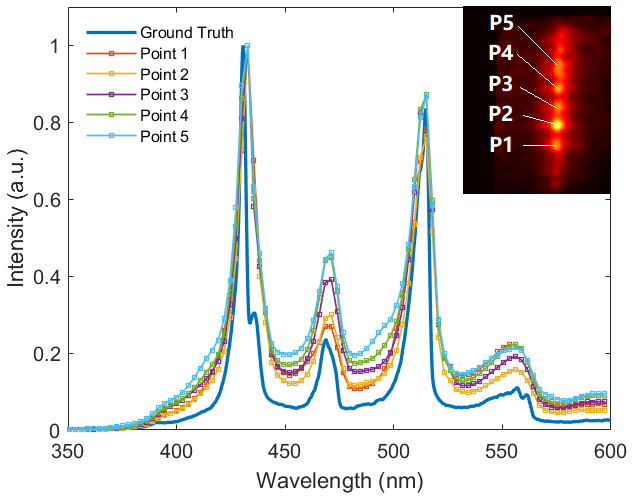 Ground Truth
Point 1
Point 2
Point 3
Point 4
Point 5
P5
P4
P3
P2
P1
1
0.8
0.6
0.4
0.2
0
Intensity (a.u.)
350 400 450 500 550 600
Wavelength (nm)